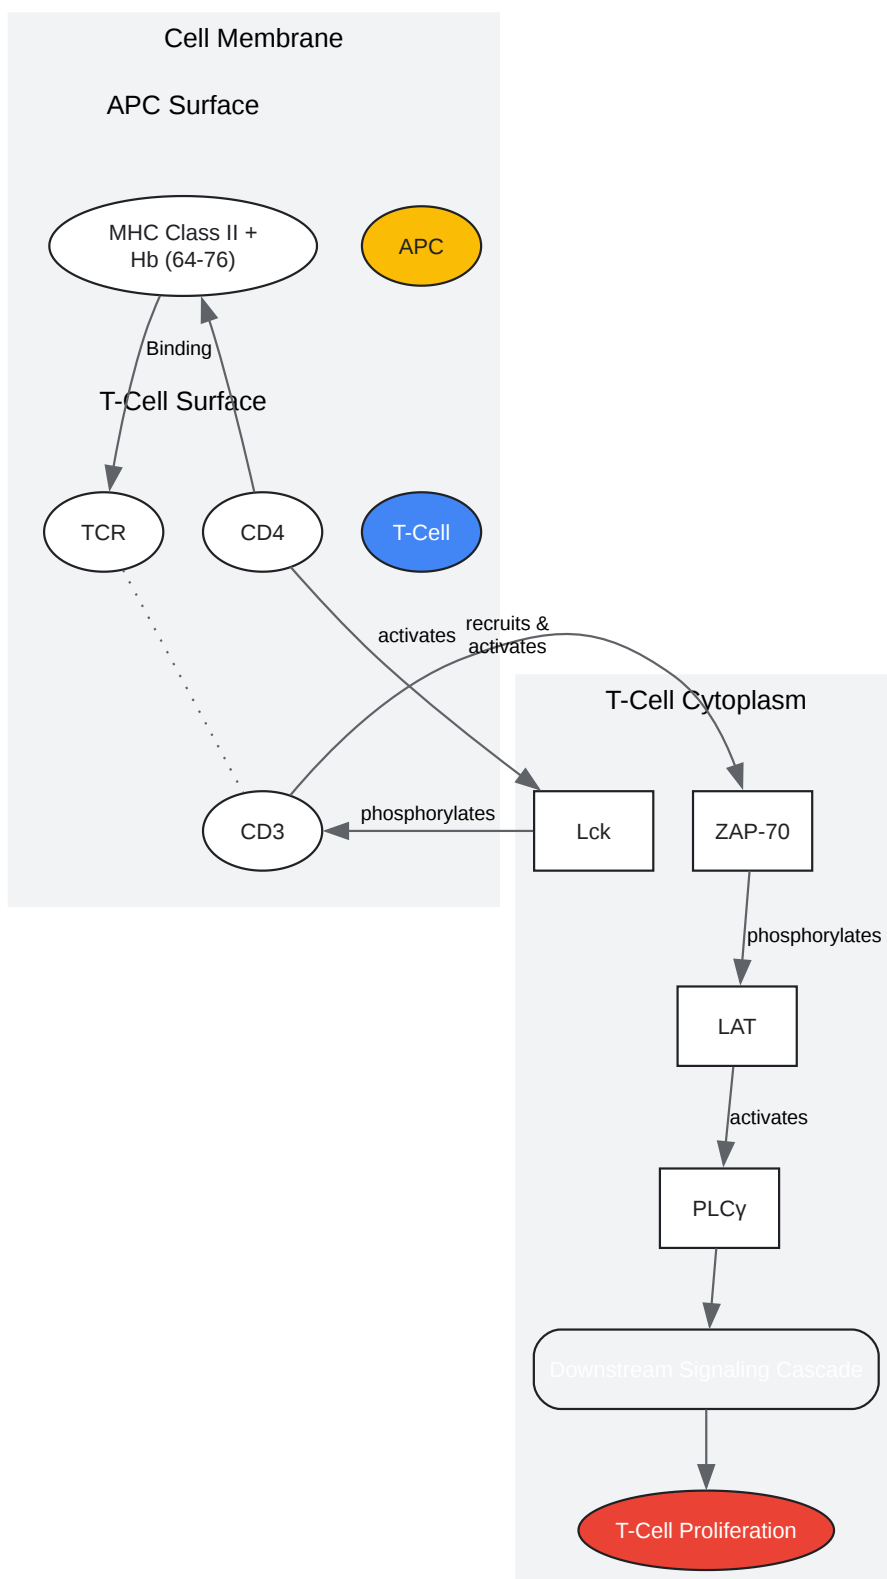 Cell Membrane
APC Surface
MHC Class II +
Hb (64-76)
APC
Binding
T-Cell Surface
TCR
CD4
T-Cell
activates
recruits &
activates
T-Cell Cytoplasm
CD3
phosphorylates
Lck
ZAP-70
phosphorylates
LAT
activates
PLCγ
Downstream Signaling Cascade
T-Cell Proliferation